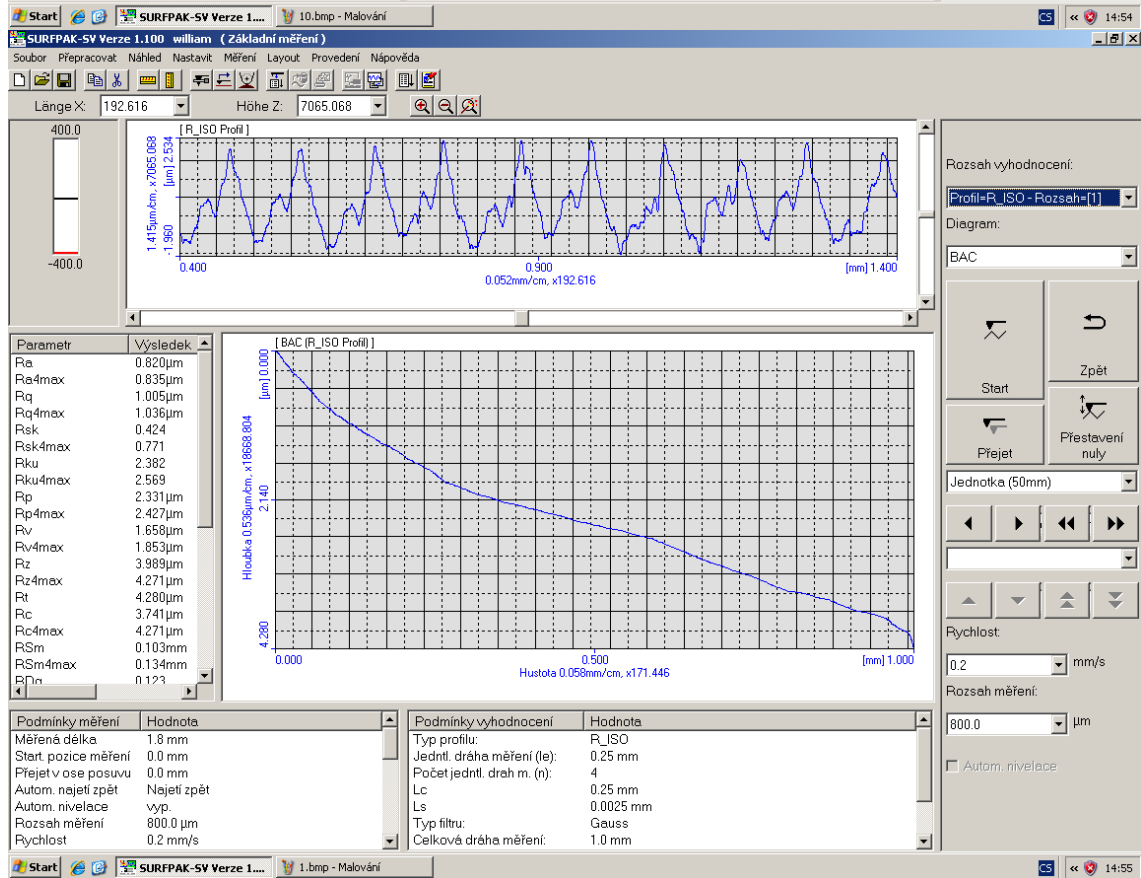 Start SURFPAK-SV Verze 1.... 10.bmp - Malování CS « 14:54
SURFPAK-SV Verze 1.100 william ( Základní měření )
Soubor Přepracovat Náhled Nastavit Měření Layout Provedení Nápověda
Länge X: 192.616 Höhe Z: 7065.068
400.0
-400.0
[ R_ISO Profil ]
1.415µm/cm, x7065.068
-1.960 [µm] 2.534
0.400 0.900 [mm] 1.400
0.052mm/cm, x192.616
Parametr Výsledek
Ra 0.820µm
Ra4max 0.835µm
Rq 1.005µm
Rq4max 1.036µm
Rsk 0.424
Rsk4max 0.771
Rku 2.382
Rku4max 2.569
Rp 2.331µm
Rp4max 2.427µm
Rv 1.658µm
Rv4max 1.853µm
Rz 3.989µm
Rz4max 4.271µm
Rt 4.280µm
Rc 3.741µm
Rc4max 4.271µm
RSm 0.103mm
RSm4max 0.134mm
RDq 0.123
[ BAC (R_ISO Profil) ]
Hloubka 0.536µm/cm, x18668.804
4.280 2.140 [µm] 0.000
0.000 0.500 [mm] 1.000
Hustota 0.058mm/cm, x171.446
Podmínky měření Hodnota
Měřená délka 1.8 mm
Start. pozice měření 0.0 mm
Přejet v ose posuvu 0.0 mm
Autom. najetí zpět Najetí zpět
Autom. nivelace vyp.
Rozsah měření 800.0 µm
Rychlost 0.2 mm/s
Podmínky vyhodnocení Hodnota
Typ profilu: R_ISO
Jedntl. dráha měření (le): 0.25 mm
Počet jedntl. drah m. (n): 4
Lc 0.25 mm
Ls 0.0025 mm
Typ filtru: Gauss
Celková dráha měření: 1.0 mm
Rozsah vyhodnocení:
Profil=R_ISO - Rozsah=[1]
Diagram:
BAC
Start
Zpět
Přejet
Přestavení
nuly
Jednotka (50mm)
Rychlost:
0.2 mm/s
Rozsah měření:
800.0 µm
Autom. nivelace
Start SURFPAK-SV Verze 1.... 1.bmp - Malování CS « 14:55